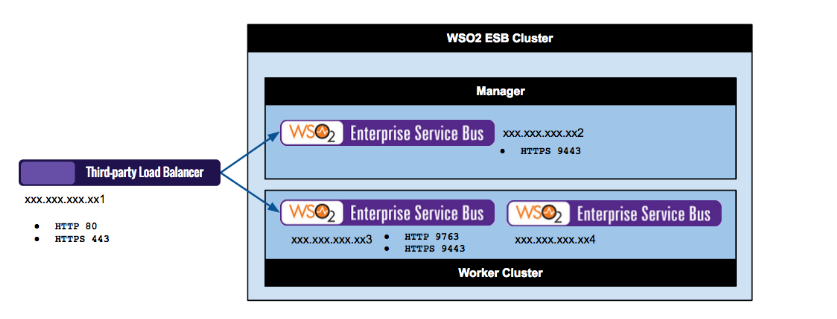 WSO2 ESB Cluster
Manager
WSO2 Enterprise Service Bus
xxx.xxx.xxx.xx2
• HTTPS 9443
Third-party Load Balancer
xxx.xxx.xxx.xx1
• HTTP 80
• HTTPS 443
WSO2 Enterprise Service Bus
xxx.xxx.xxx.xx3
• HTTP 9763
• HTTPS 9443
WSO2 Enterprise Service Bus
xxx.xxx.xxx.xx4
Worker Cluster